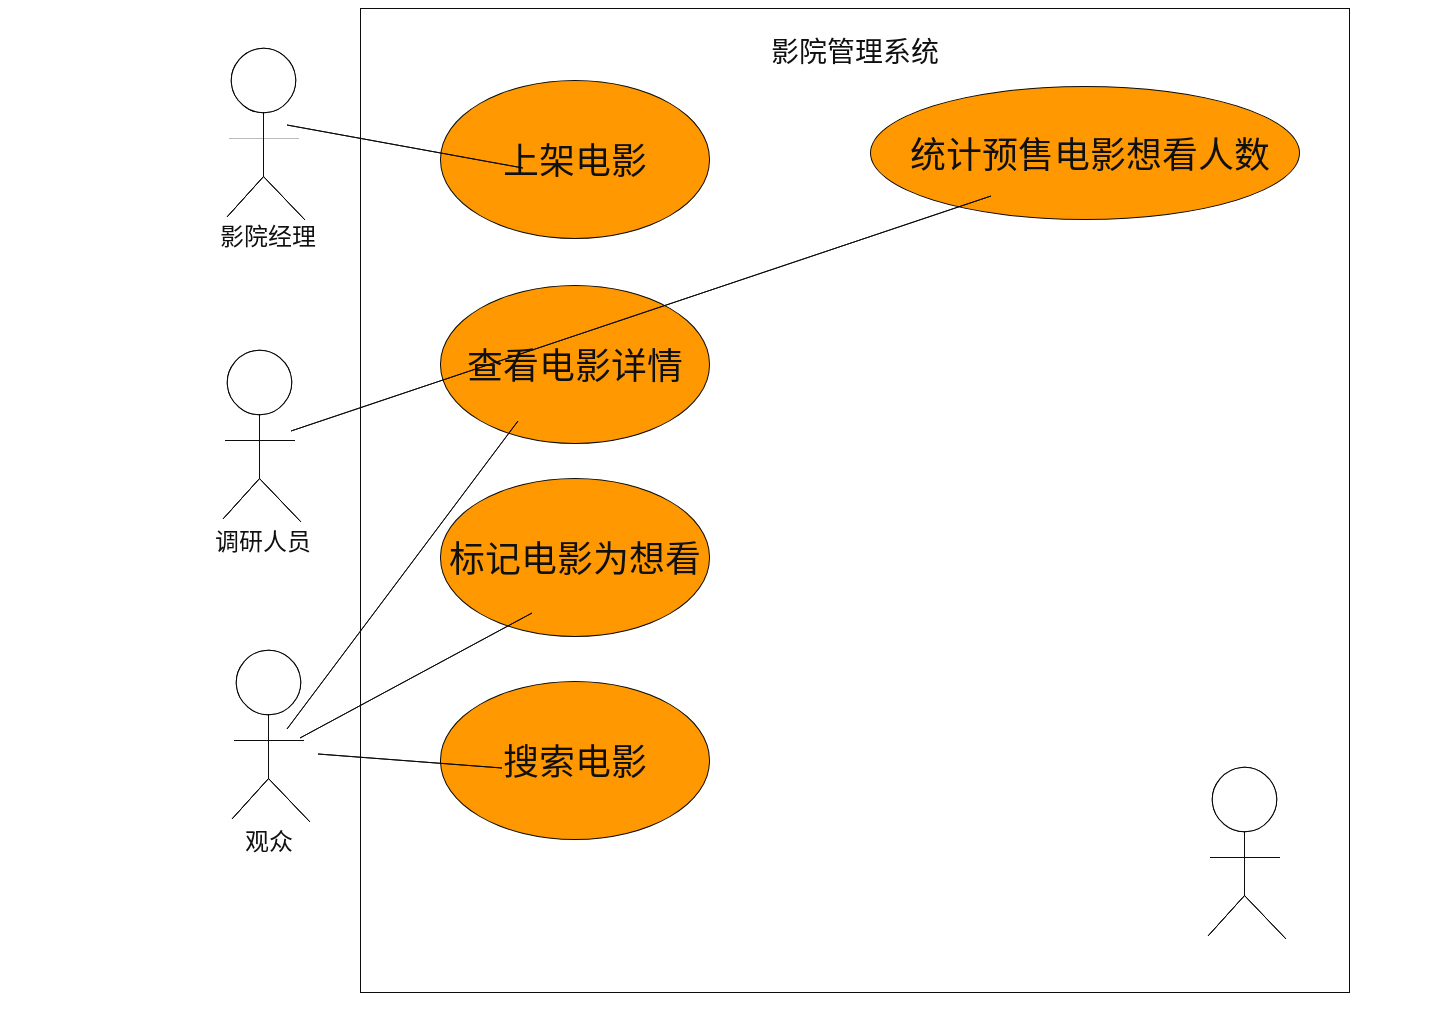 影院管理系统
上架电影
统计预售电影想看人数
影院经理
查看电影详情
调研人员
标记电影为想看
搜索电影
观众